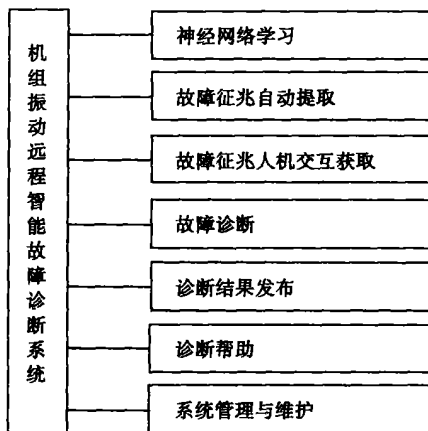 机组振动远程智能故障诊断系统
神经网络学习
故障征兆自动提取
故障征兆人机交互获取
故障诊断
诊断结果发布
诊断帮助
系统管理与维护